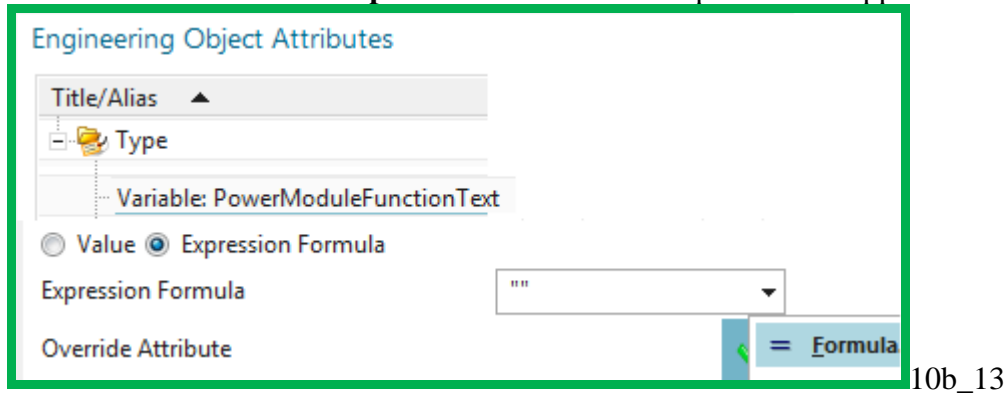 Engineering Object Attributes
Title/Alias
Type
Variable: PowerModuleFunctionText
Value Expression Formula
Expression Formula ""
Override Attribute = Formula
10b_13